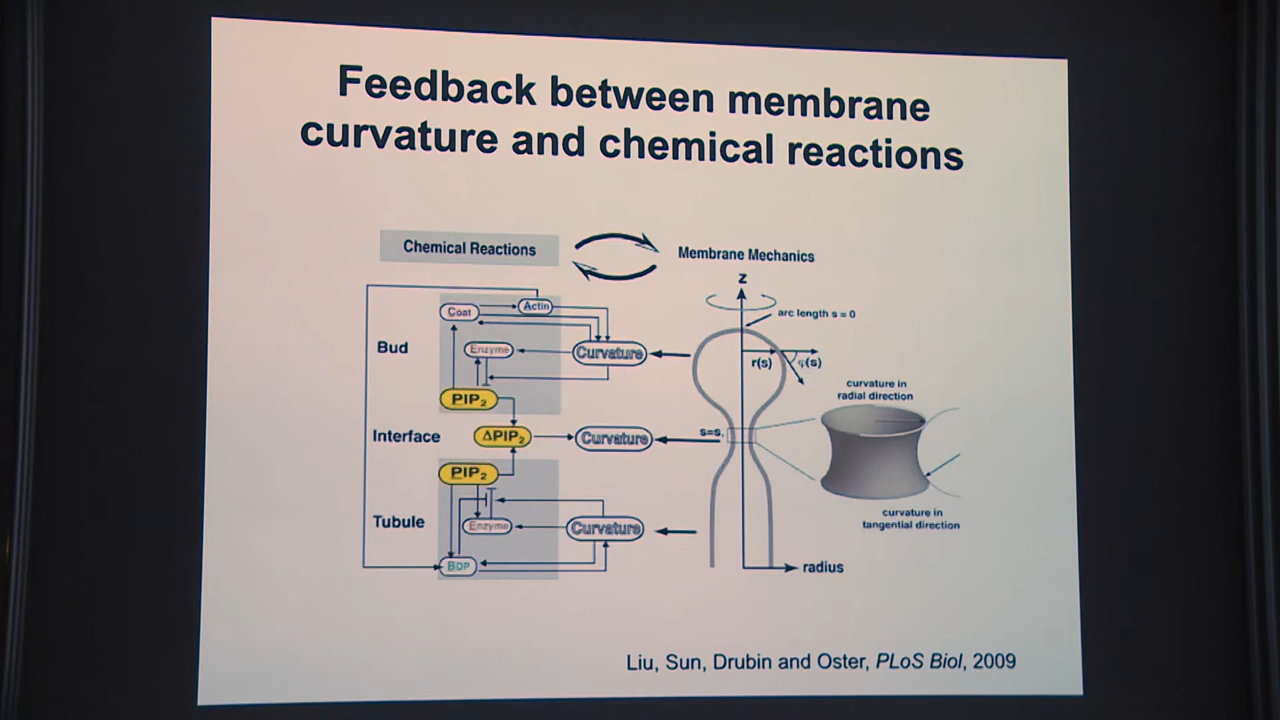 Feedback between membrane
curvature and chemical reactions
Chemical Reactions
Membrane Mechanics
z
arc length s = 0
Coat
Actin
Bud
Enzyme
Curvature
r(s)
φ(s)
PIP2
curvature in
radial direction
Interface
ΔPIP2
Curvature
s=s
PIP2
Tubule
Enzyme
Curvature
curvature in
tangential direction
BDP
radius
Liu, Sun, Drubin and Oster, PLoS Biol, 2009